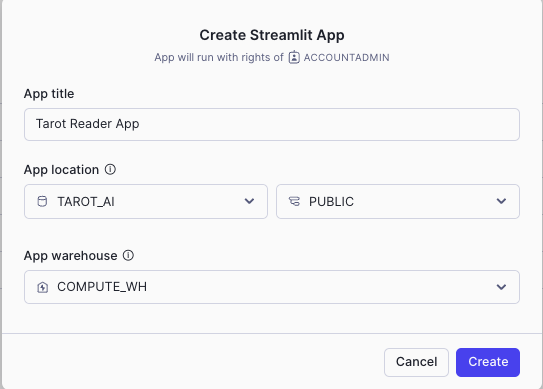 Create Streamlit App
App will run with rights of ACCOUNTADMIN
App title
Tarot Reader App
App location
TAROT_AI PUBLIC
App warehouse
COMPUTE_WH
Cancel Create